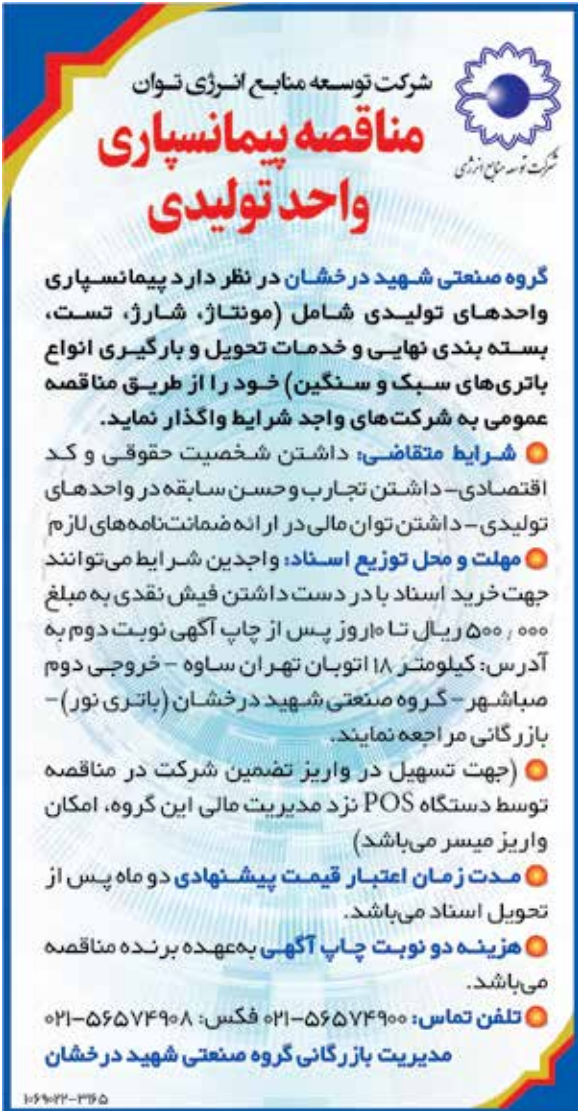 شرکت توسعه منابع انرژی توان
مناقصه پیمانسپاری
واحد تولیدی
شرکت توسعه منابع انرژی
گروه صنعتی شهید درخشان در نظر دارد پیمانسپاری
واحدهای تولیدی شامل (مونتاژ، شارژ، تست،
بسته بندی نهایی و خدمات تحویل و بارگیری انواع
باتری‌های سبک و سنگین) خود را از طریق مناقصه
عمومی به شرکت‌های واجد شرایط واگذار نماید.
شرایط متقاضی: داشتن شخصیت حقوقی و کد
اقتصادی- داشتن تجارب وحسن سابقه در واحدهای
تولیدی- داشتن توان مالی در ارائه ضمانت‌نامه‌های لازم
مهلت و محل توزیع اسناد: واجدین شرایط می‌توانند
جهت خرید اسناد با در دست داشتن فیش نقدی به مبلغ
۵۰۰,۰۰۰ ریال تا ۱۰روز پس از چاپ آگهی نوبت دوم به
آدرس: کیلومتر ۱۸ اتوبان تهران ساوه - خروجی دوم
صباشهر- گروه صنعتی شهید درخشان (باتری نور)-
بازرگانی مراجعه نمایند.
(جهت تسهیل در واریز تضمین شرکت در مناقصه
توسط دستگاه POS نزد مدیریت مالی این گروه، امکان
واریز میسر می‌باشد)
مدت زمان اعتبار قیمت پیشنهادی دو ماه پس از
تحویل اسناد می‌باشد.
هزینه دو نوبت چاپ آگهی به‌عهده برنده مناقصه
می‌باشد.
تلفن تماس: ۵۶۵۷۴۹۰۰-۰۲۱ فکس: ۵۶۵۷۴۹۰۸-۰۲۱
مدیریت بازرگانی گروه صنعتی شهید درخشان
۱۰۶۹۰۲۲-۳۱۶۵